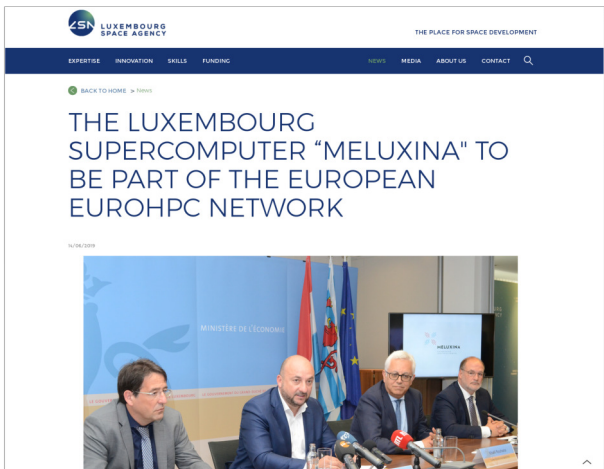 LSA LUXEMBOURG
SPACE AGENCY
THE PLACE FOR SPACE DEVELOPMENT
EXPERTISE INNOVATION SKILLS FUNDING NEWS MEDIA ABOUT US CONTACT
BACK TO HOME > News
THE LUXEMBOURG
SUPERCOMPUTER “MELUXINA" TO
BE PART OF THE EUROPEAN
EUROHPC NETWORK
14/06/2019
MINISTÈRE DE L'ÉCONOMIE
MELUXINA
RTL